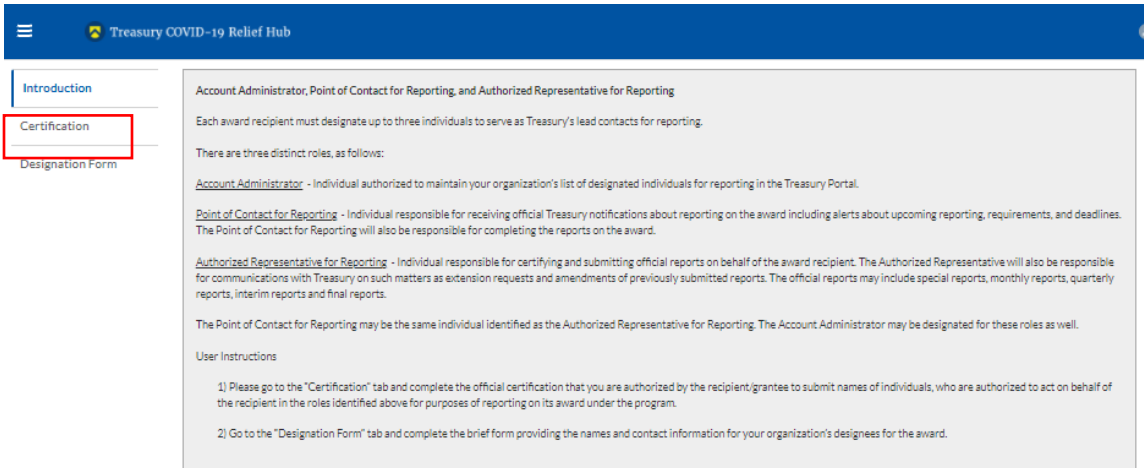 Treasury COVID-19 Relief Hub
Introduction
Certification
Designation Form
Account Administrator, Point of Contact for Reporting, and Authorized Representative for Reporting
Each award recipient must designate up to three individuals to serve as Treasury's lead contacts for reporting.
There are three distinct roles, as follows:
Account Administrator - Individual authorized to maintain your organization's list of designated individuals for reporting in the Treasury Portal.
Point of Contact for Reporting - Individual responsible for receiving official Treasury notifications about reporting on the award including alerts about upcoming reporting, requirements, and deadlines.
The Point of Contact for Reporting will also be responsible for completing the reports on the award.
Authorized Representative for Reporting - Individual responsible for certifying and submitting official reports on behalf of the award recipient. The Authorized Representative will also be responsible
for communications with Treasury on such matters as extension requests and amendments of previously submitted reports. The official reports may include special reports, monthly reports, quarterly
reports, interim reports and final reports.
The Point of Contact for Reporting may be the same individual identified as the Authorized Representative for Reporting. The Account Administrator may be designated for these roles as well.
User Instructions
1) Please go to the "Certification" tab and complete the official certification that you are authorized by the recipient/grantee to submit names of individuals, who are authorized to act on behalf of
the recipient in the roles identified above for purposes of reporting on its award under the program.
2) Go to the "Designation Form" tab and complete the brief form providing the names and contact information for your organization's designees for the award.